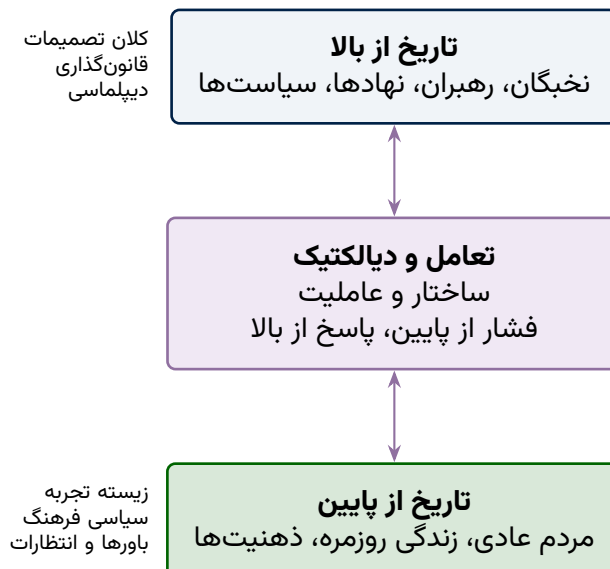 کلان تصمیمات
قانون‌گذاری
دیپلماسی
تاریخ از بالا
نخبگان، رهبران، نهادها، سیاست‌ها
تعامل و دیالکتیک
ساختار و عاملیت
فشار از پایین، پاسخ از بالا
زیسته تجربه
سیاسی فرهنگ
باورها و انتظارات
تاریخ از پایین
مردم عادی، زندگی روزمره، ذهنیت‌ها